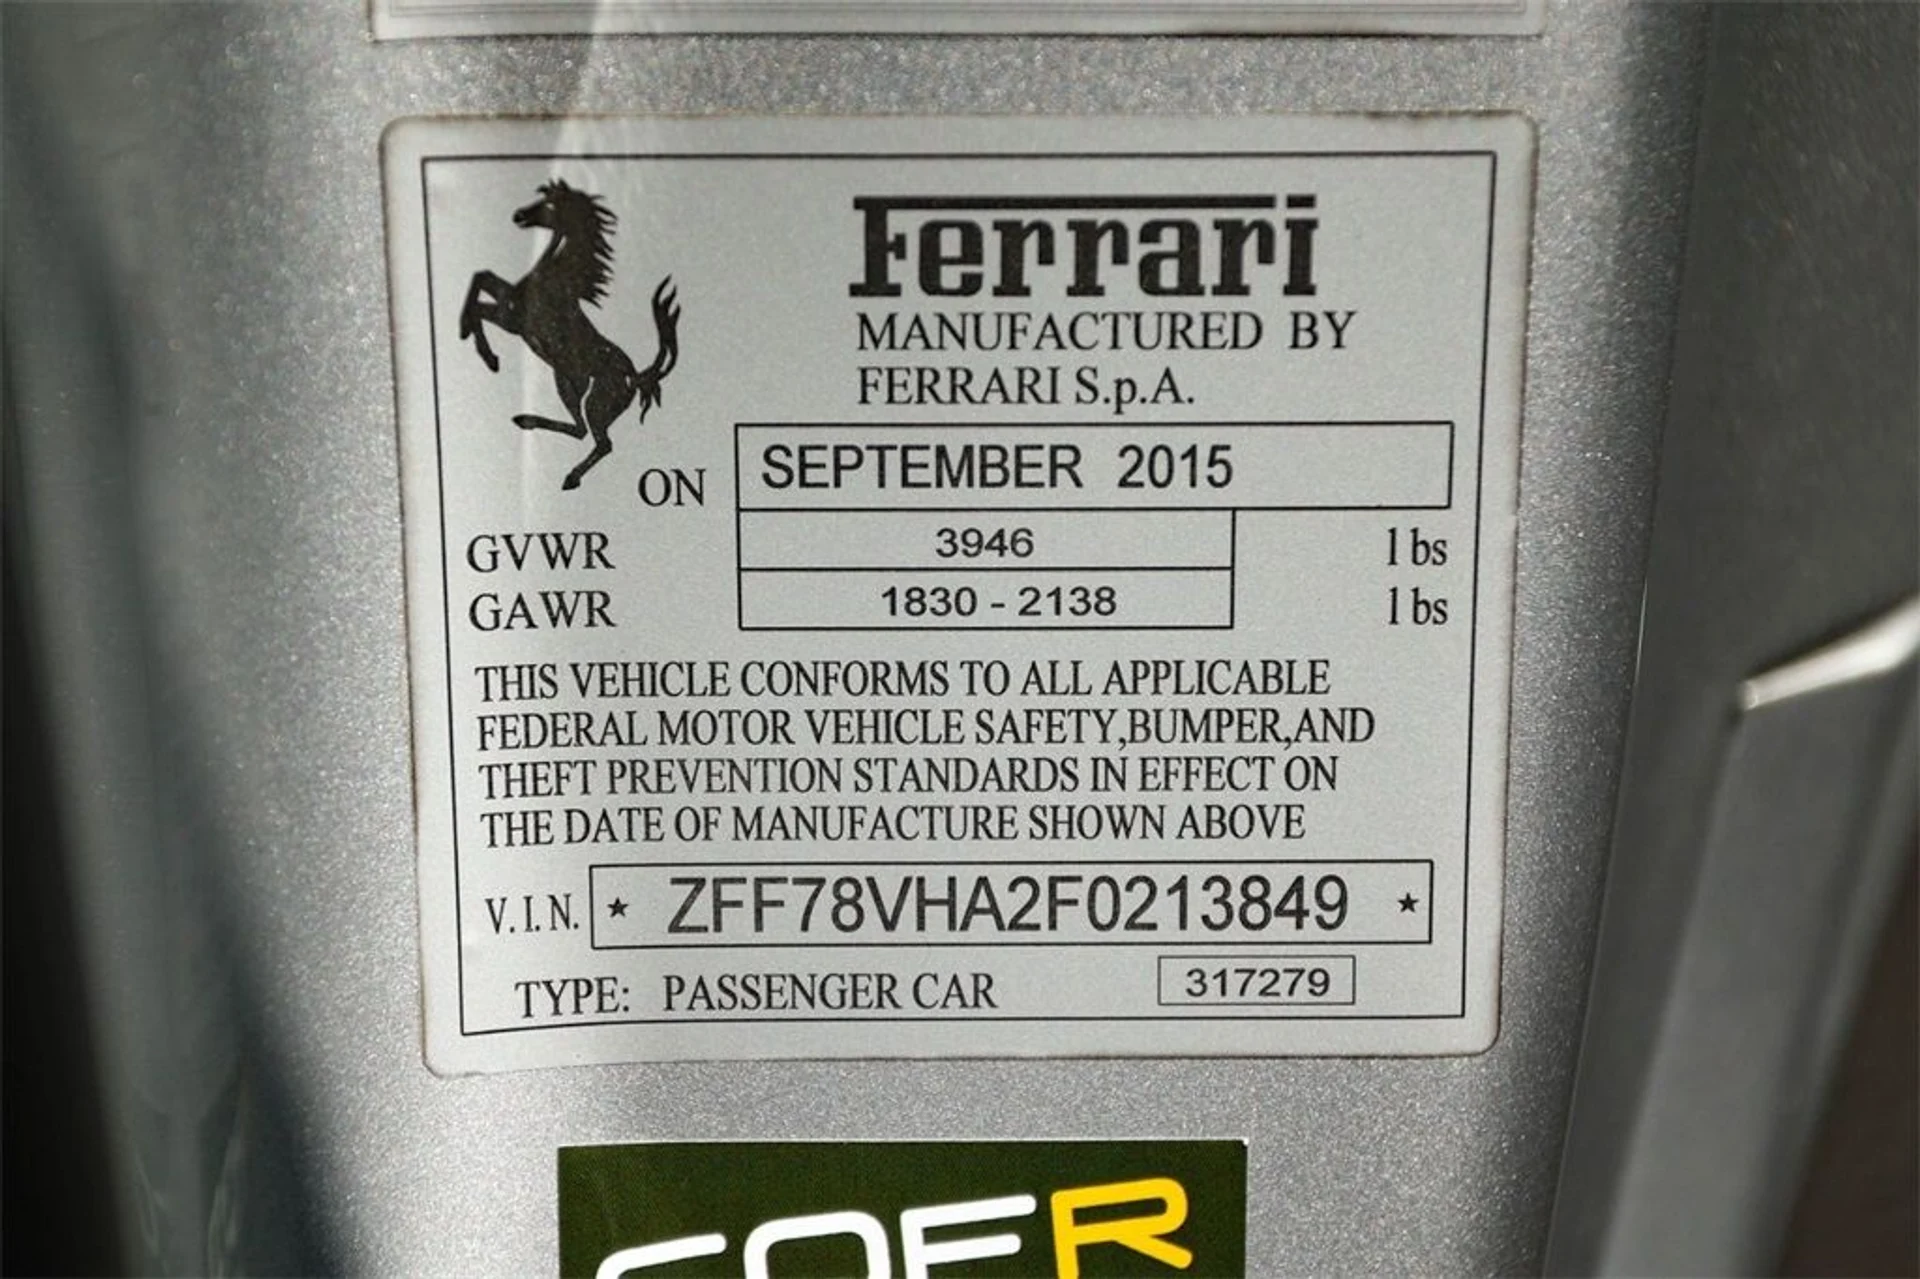 Ferrari
MANUFACTURED BY
FERRARI S.p.A.
ON SEPTEMBER 2015
GVWR 3946 lbs
GAWR 1830 - 2138 lbs
THIS VEHICLE CONFORMS TO ALL APPLICABLE
FEDERAL MOTOR VEHICLE SAFETY,BUMPER,AND
THEFT PREVENTION STANDARDS IN EFFECT ON
THE DATE OF MANUFACTURE SHOWN ABOVE
V.I.N. ★ ZFF78VHA2F0213849 ★
TYPE: PASSENGER CAR 317279